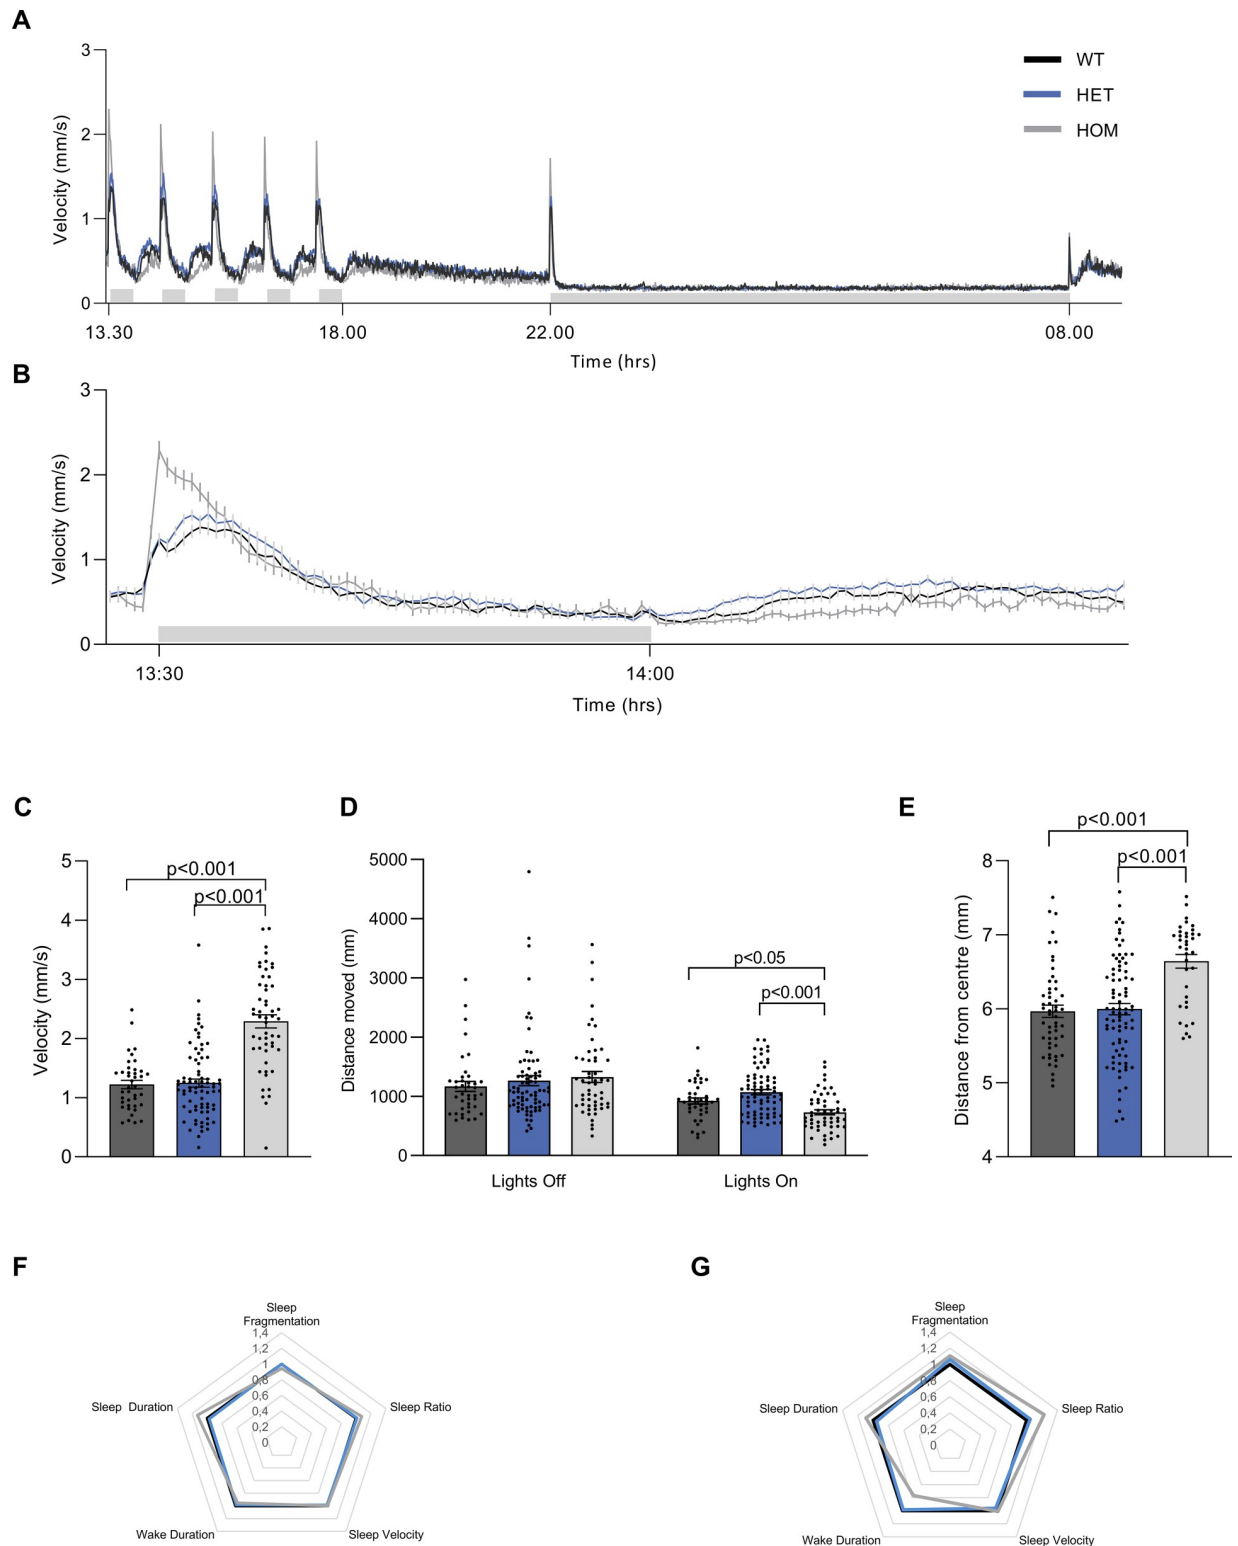 A
3
2
1
0
Velocity (mm/s)
WT
HET
HOM
13.30
18.00
22.00
08.00
Time (hrs)
B
3
2
1
0
Velocity (mm/s)
13:30
14:00
Time (hrs)
C
p<0.001
p<0.001
5
4
3
2
1
0
Velocity (mm/s)
D
5000
4000
3000
2000
1000
0
Distance moved (mm)
p<0.05
p<0.001
Lights Off
Lights On
E
p<0.001
p<0.001
8
7
6
5
4
Distance from centre (mm)
F
Sleep
Fragmentation
1,4
1,2
1
0,8
0,6
0,4
0,2
0
Sleep Duration
Sleep Ratio
Wake Duration
Sleep Velocity
G
Sleep
Fragmentation
1,4
1,2
1
0,8
0,6
0,4
0,2
0
Sleep Duration
Sleep Ratio
Wake Duration
Sleep Velocity